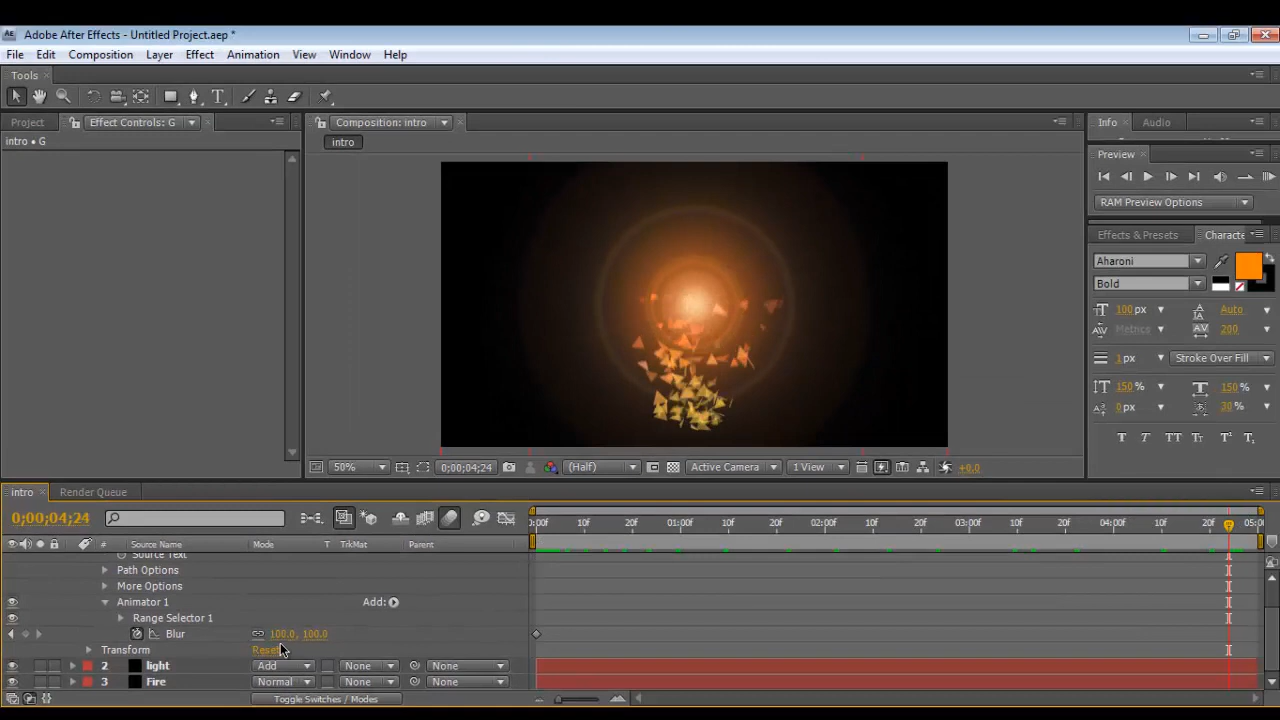 Adobe After Effects - Untitled Project.aep *
File Edit Composition Layer Effect Animation View Window Help
Tools
Project Effect Controls: G
Composition: intro
Info Audio
intro • G
intro
Preview
RAM Preview Options
Effects & Presets Characte
Aharoni
Bold
100 px Auto
Metrics 200
1 px Stroke Over Fill
150 % 150 %
0 px 30 %
T T TT Tt T¹ T₁
50% 0;00;04;24 (Half) Active Camera 1 View +0.0
intro Render Queue
0;00;04;24
:00f 10f 20f 01:00f 10f 20f 02:00f 10f 20f 03:00f 10f 20f 04:00f 10f 20f 05:0
# Source Name Mode T TrkMat Parent
Source Text
Path Options
More Options
Animator 1 Add:
Range Selector 1
Blur 100.0, 100.0
Transform Reset
2 light Add None None
3 Fire Normal None None
Toggle Switches / Modes